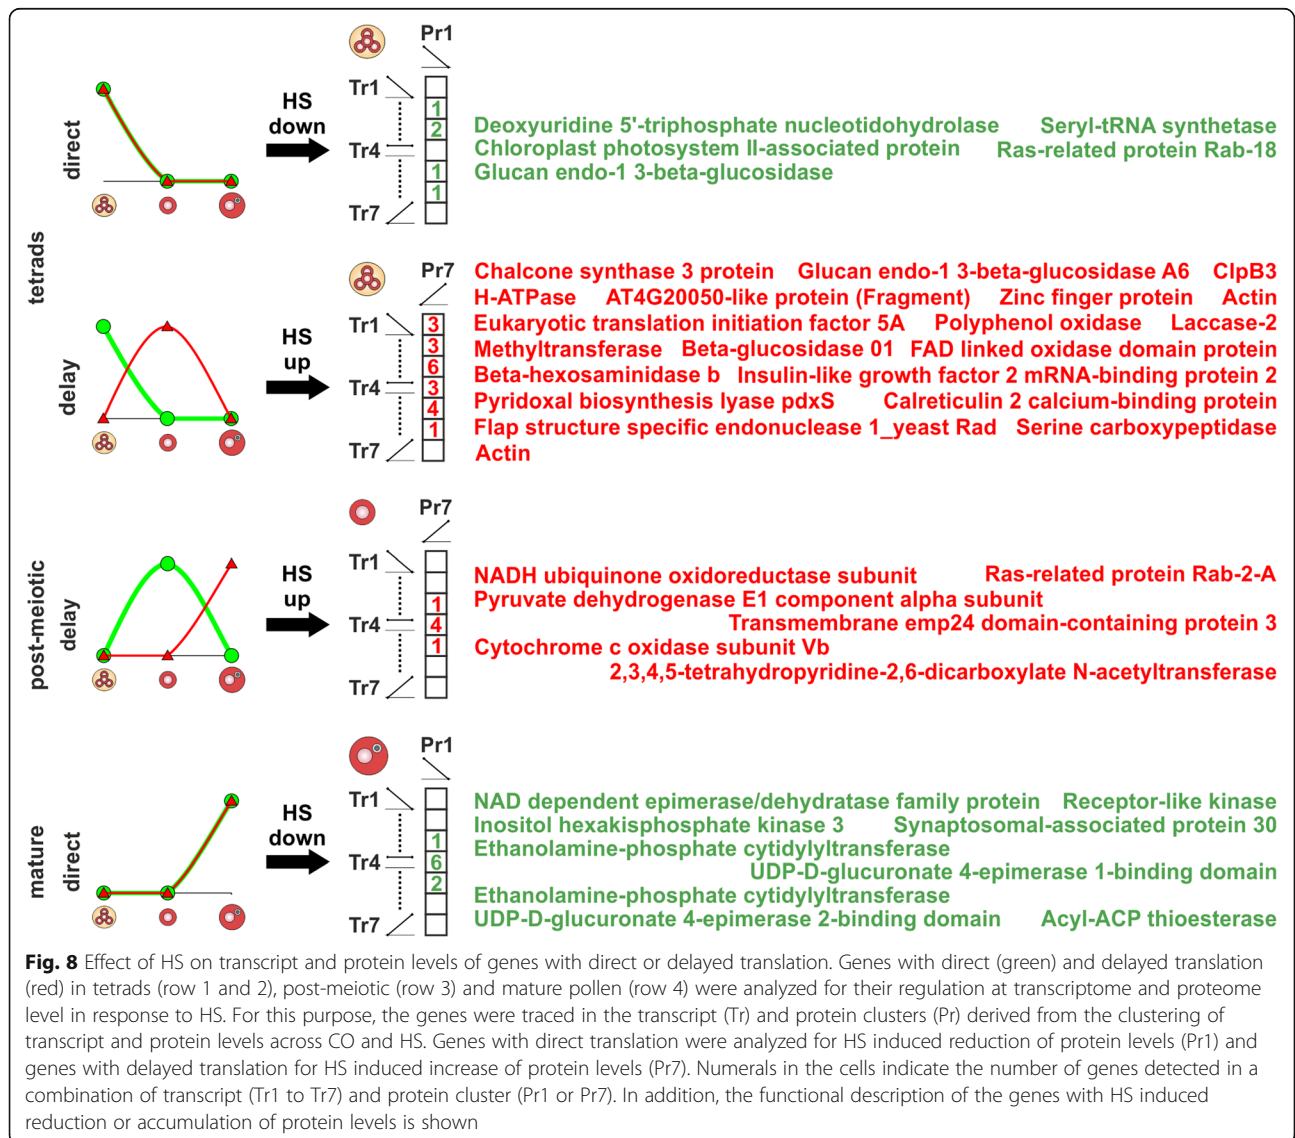 tetrads
direct
HS
down
Pr1
Tr1
1
2
Tr4
1
1
Tr7
Deoxyuridine 5'-triphosphate nucleotidohydrolase Seryl-tRNA synthetase
Chloroplast photosystem II-associated protein Ras-related protein Rab-18
Glucan endo-1 3-beta-glucosidase
delay
HS
up
Pr7
Tr1
3
3
6
Tr4
3
4
1
Tr7
Chalcone synthase 3 protein Glucan endo-1 3-beta-glucosidase A6 ClpB3
H-ATPase AT4G20050-like protein (Fragment) Zinc finger protein Actin
Eukaryotic translation initiation factor 5A Polyphenol oxidase Laccase-2
Methyltransferase Beta-glucosidase 01 FAD linked oxidase domain protein
Beta-hexosaminidase b Insulin-like growth factor 2 mRNA-binding protein 2
Pyridoxal biosynthesis lyase pdxS Calreticulin 2 calcium-binding protein
Flap structure specific endonuclease 1_yeast Rad Serine carboxypeptidase
Actin
post-meiotic
delay
HS
up
Pr7
Tr1
1
Tr4
4
1
Tr7
NADH ubiquinone oxidoreductase subunit Ras-related protein Rab-2-A
Pyruvate dehydrogenase E1 component alpha subunit
Transmembrane emp24 domain-containing protein 3
Cytochrome c oxidase subunit Vb
2,3,4,5-tetrahydropyridine-2,6-dicarboxylate N-acetyltransferase
mature
direct
HS
down
Pr1
Tr1
1
Tr4
6
2
Tr7
NAD dependent epimerase/dehydratase family protein Receptor-like kinase
Inositol hexakisphosphate kinase 3 Synaptosomal-associated protein 30
Ethanolamine-phosphate cytidylyltransferase
UDP-D-glucuronate 4-epimerase 1-binding domain
Ethanolamine-phosphate cytidylyltransferase
UDP-D-glucuronate 4-epimerase 2-binding domain Acyl-ACP thioesterase
Fig. 8 Effect of HS on transcript and protein levels of genes with direct or delayed translation. Genes with direct (green) and delayed translation
(red) in tetrads (row 1 and 2), post-meiotic (row 3) and mature pollen (row 4) were analyzed for their regulation at transcriptome and proteome
level in response to HS. For this purpose, the genes were traced in the transcript (Tr) and protein clusters (Pr) derived from the clustering of
transcript and protein levels across CO and HS. Genes with direct translation were analyzed for HS induced reduction of protein levels (Pr1) and
genes with delayed translation for HS induced increase of protein levels (Pr7). Numerals in the cells indicate the number of genes detected in a
combination of transcript (Tr1 to Tr7) and protein cluster (Pr1 or Pr7). In addition, the functional description of the genes with HS induced
reduction or accumulation of protein levels is shown